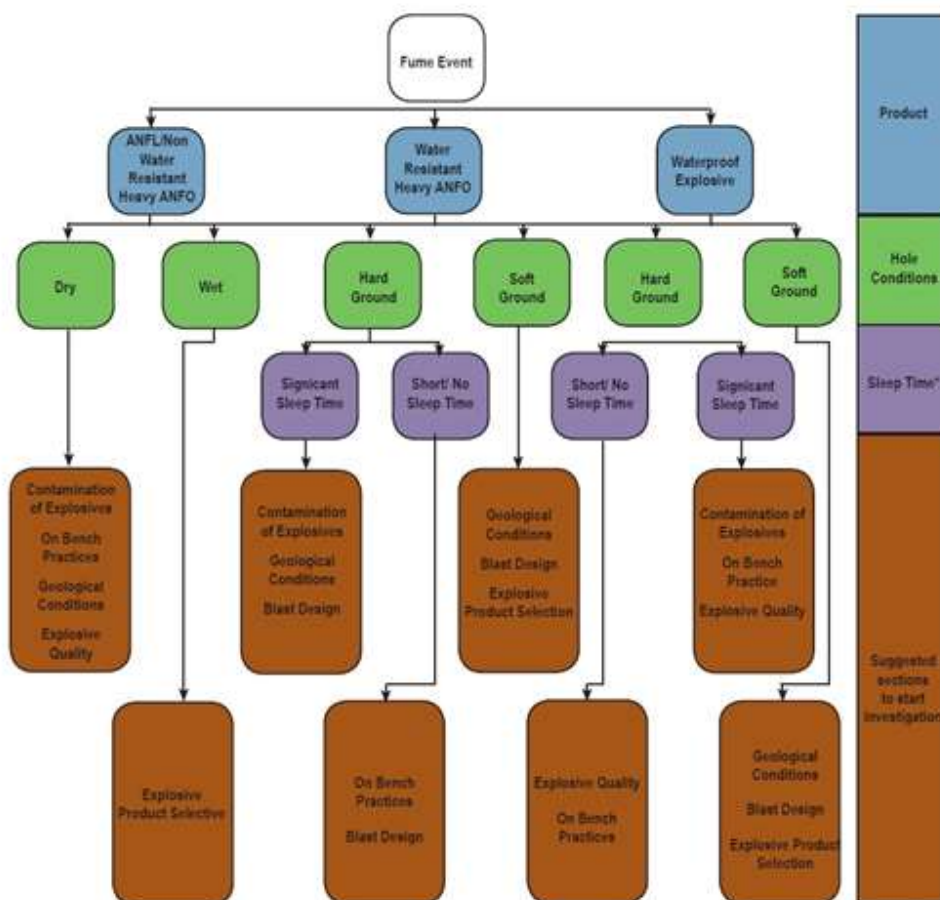 Fume Event
Product
ANFL/Non
Water
Resistant
Heavy ANFO
Water
Resistant
Heavy ANFO
Waterproof
Explosive
Hole
Conditions
Dry
Wet
Hard
Ground
Soft
Ground
Hard
Ground
Soft
Ground
Sleep Time*
Signicant
Sleep Time
Short/ No
Sleep Time
Short/ No
Sleep Time
Signicant
Sleep Time
Contamination
of Explosives
On Bench
Practices
Geological
Conditions
Explosive
Quality
Contamination
of Explosives
Geological
Conditions
Blast Design
Geological
Conditions
Blast Design
Explosive
Product Selection
Contamination of
Explosives
On Bench
Practice
Explosive Quality
Suggested
sections
to start
Investigation
Explosive
Product Selective
On Bench
Practices
Blast Design
Explosive Quality
On Bench
Practices
Geological
Conditions
Blast Design
Explosive Product
Selection